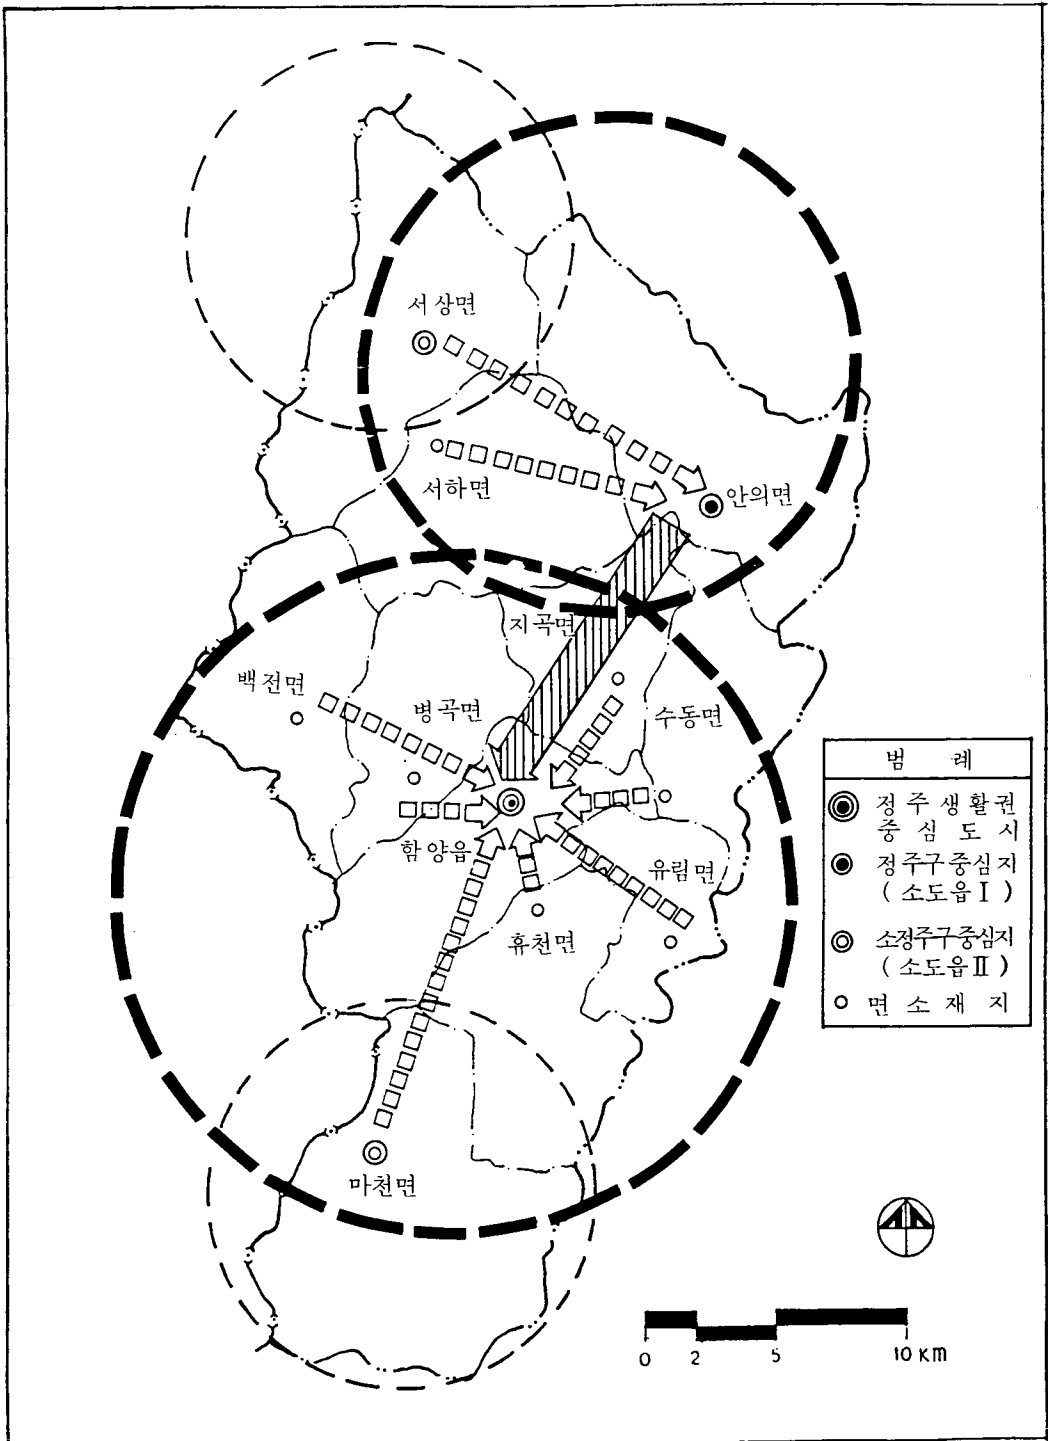 서상면
서하면
안의면
지곡면
백전면
병곡면
수동면
함양읍
유림면
휴천면
마천면
범 례
정주생활권
중심도시
정주구중심지
(소도읍 I)
소정주구중심지
(소도읍 II)
면소재지
0 2 5 10 KM